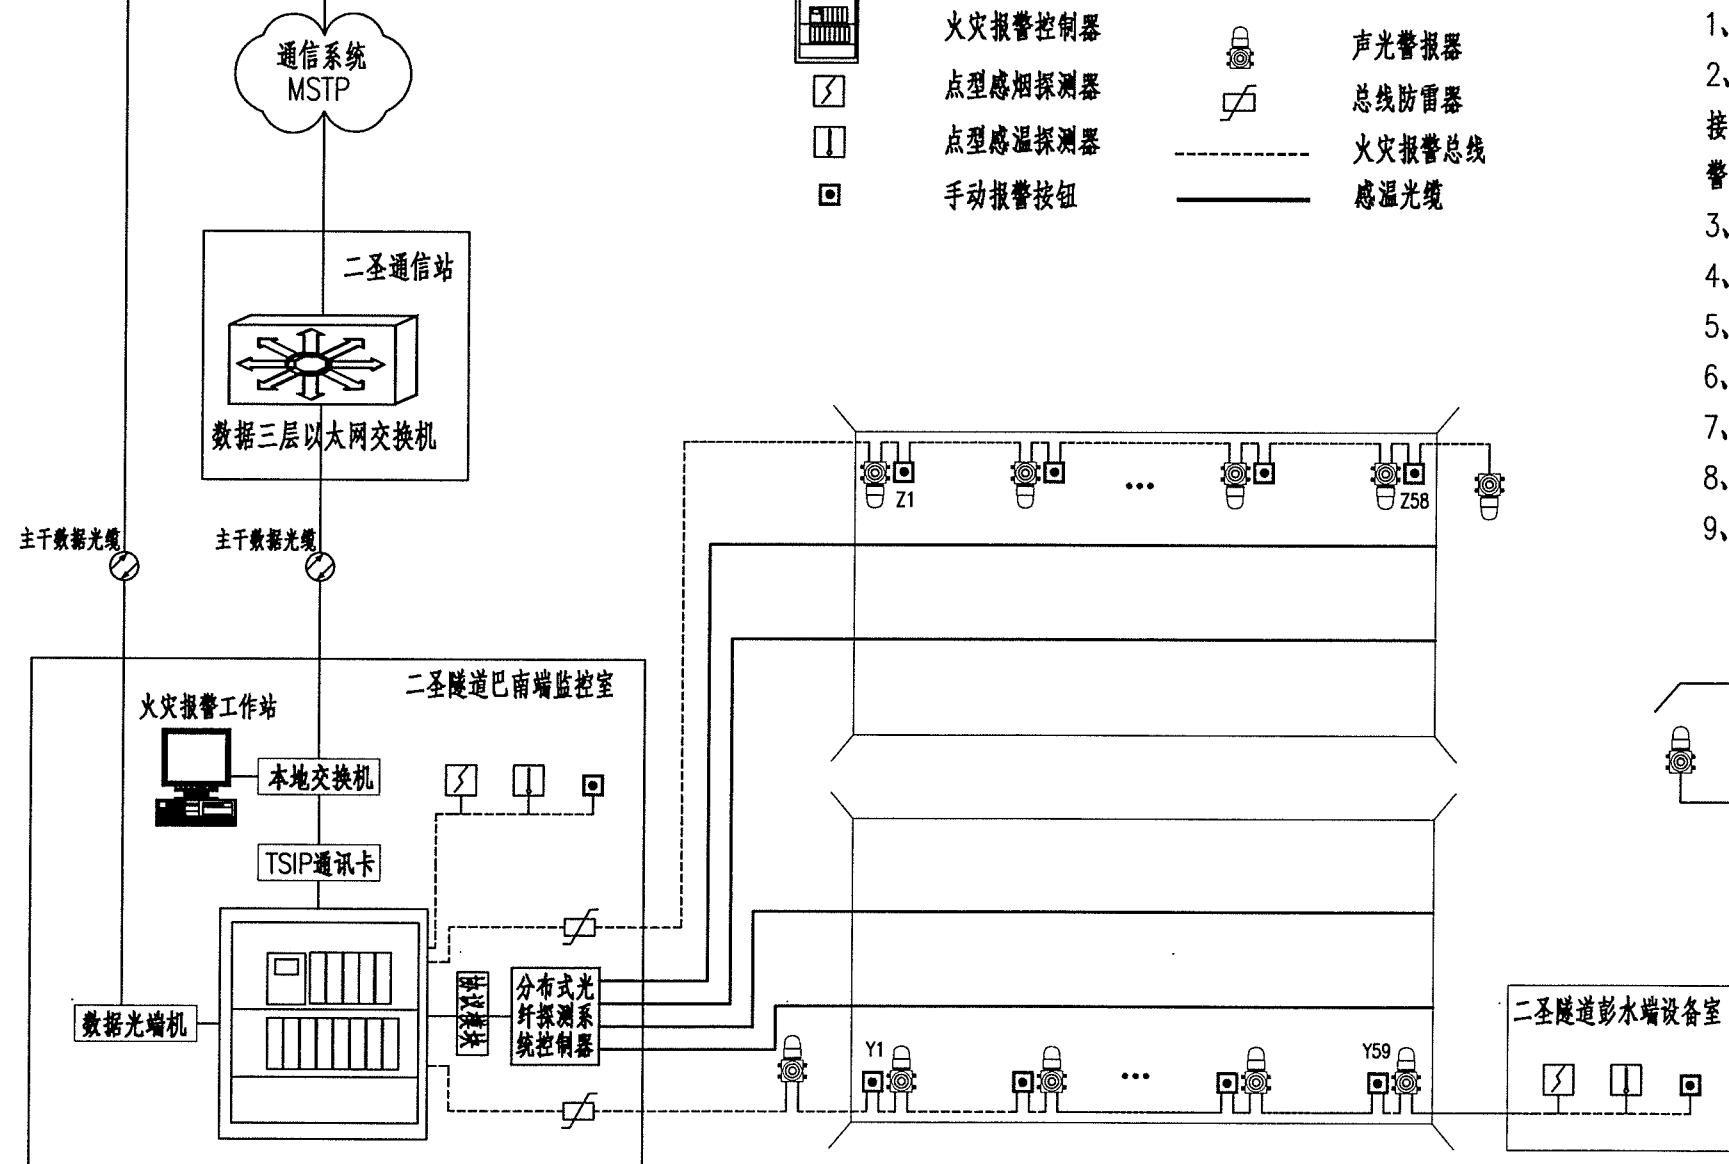 通信系统
MSTP
火灾报警控制器
点型感烟探测器
点型感温探测器
手动报警按钮
声光警报器
总线防雷器
火灾报警总线
感温光缆
1、
2、
接
警
3、
4、
5、
6、
7、
8、
9、
二圣通信站
数据三层以太网交换机
主干数据光缆
主干数据光缆
Z1
Z58
二圣隧道巴南端监控室
火灾报警工作站
本地交换机
TSIP通讯卡
数据光端机
协议模块
分布式光
纤探测系
统控制器
Y1
Y59
二圣隧道彭水端设备室